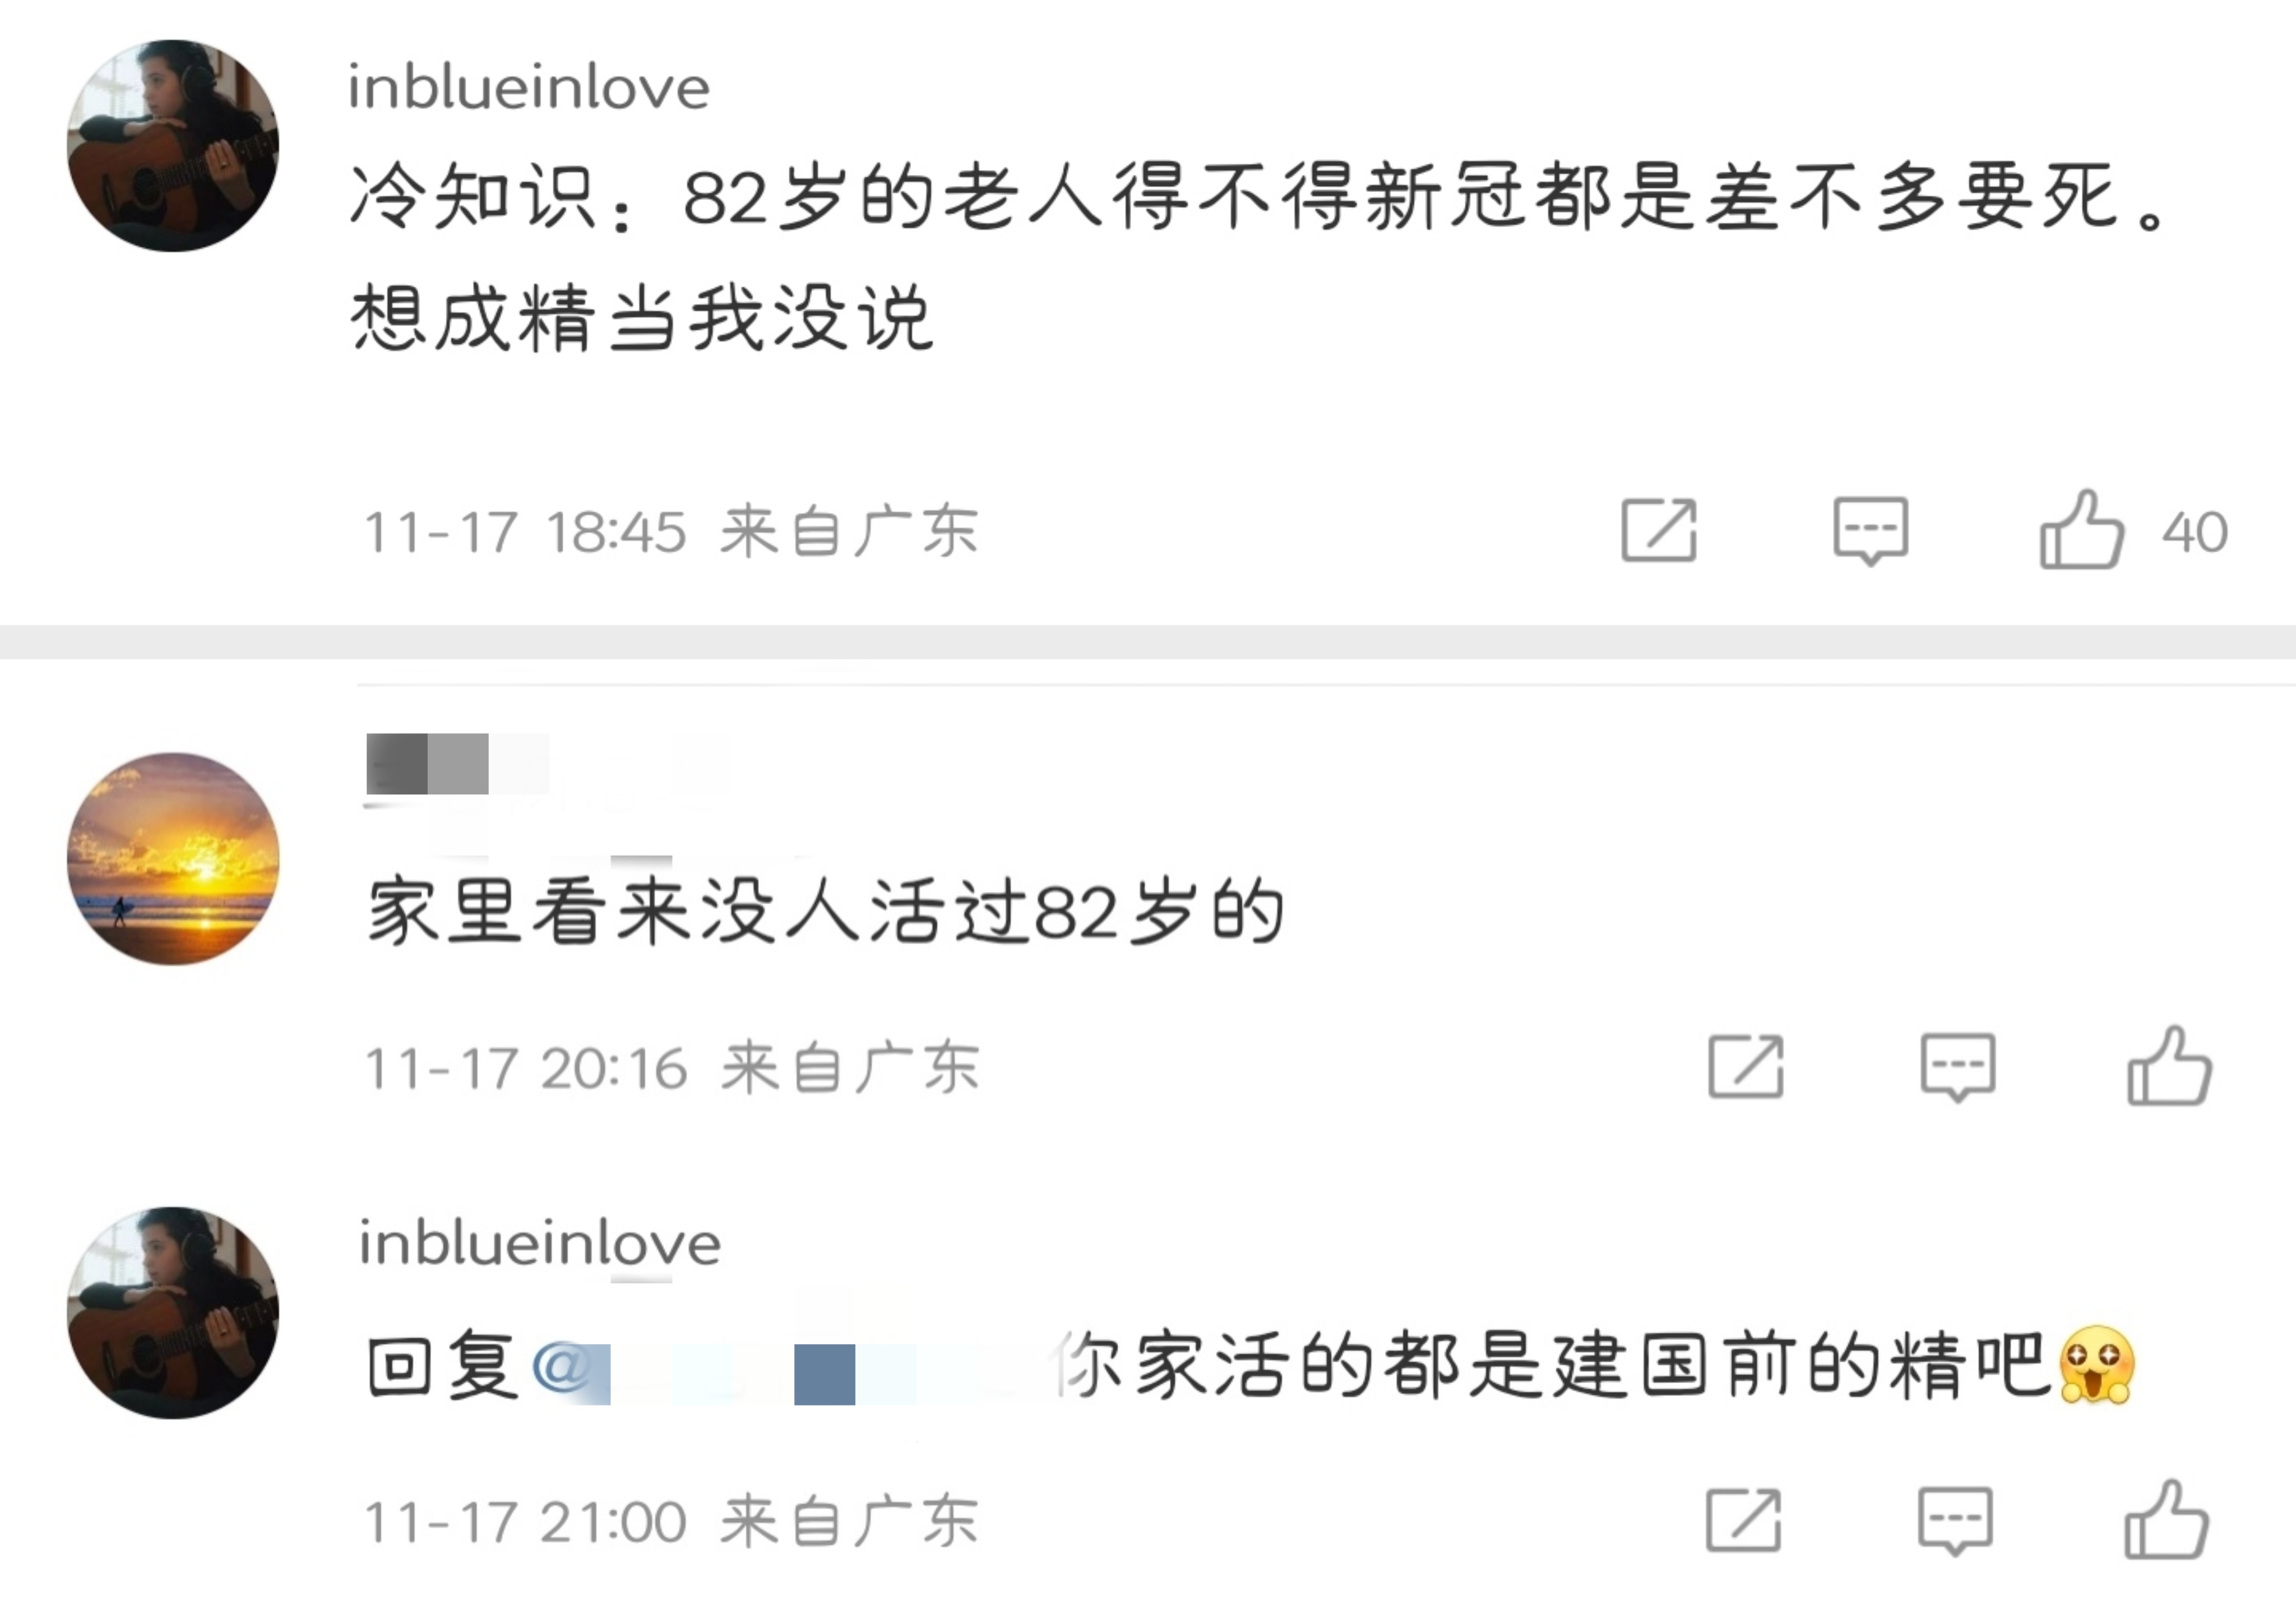 inblueinlove
冷知识：82岁的老人得不得新冠都是差不多要死。
想成精当我没说
11-17 18:45 来自广东
40
家里看来没人活过82岁的
11-17 20:16 来自广东
inblueinlove
回复@ 你家活的都是建国前的精吧
11-17 21:00 来自广东